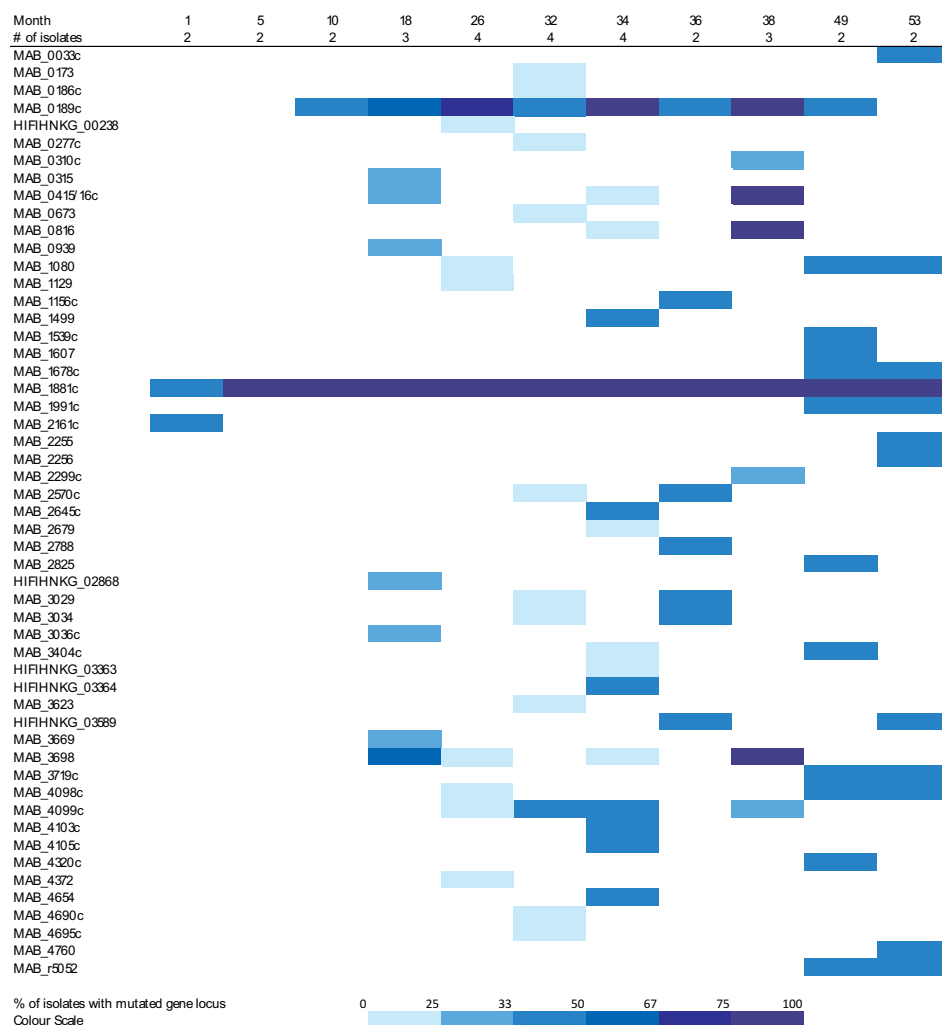 Month 1 5 10 18 26 32 34 36 38 49 53
# of isolates 2 2 2 3 4 4 4 2 3 2 2
MAB_0033c
MAB_0173
MAB_0186c
MAB_0189c
HIFIHNKG_00238
MAB_0277c
MAB_0310c
MAB_0315
MAB_0415/16c
MAB_0673
MAB_0816
MAB_0939
MAB_1080
MAB_1129
MAB_1156c
MAB_1499
MAB_1539c
MAB_1607
MAB_1678c
MAB_1881c
MAB_1991c
MAB_2161c
MAB_2255
MAB_2256
MAB_2299c
MAB_2570c
MAB_2645c
MAB_2679
MAB_2788
MAB_2825
HIFIHNKG_02868
MAB_3029
MAB_3034
MAB_3036c
MAB_3404c
HIFIHNKG_03363
HIFIHNKG_03364
MAB_3623
HIFIHNKG_03589
MAB_3669
MAB_3698
MAB_3719c
MAB_4098c
MAB_4099c
MAB_4103c
MAB_4105c
MAB_4320c
MAB_4372
MAB_4654
MAB_4690c
MAB_4695c
MAB_4760
MAB_r5052
% of isolates with mutated gene locus 0 25 33 50 67 75 100
Colour Scale